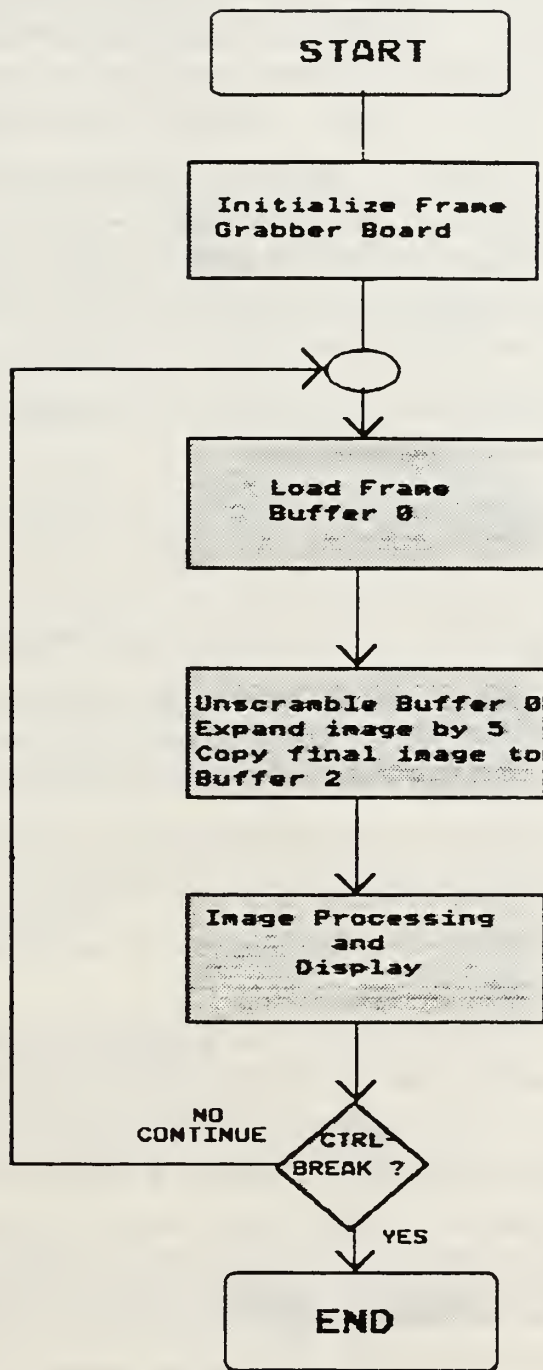 START
Initialize Frame
Grabber Board
Load Frame
Buffer 0
Unscramble Buffer 0
Expand image by 5
Copy final image to
Buffer 2
Image Processing
and
Display
NO
CONTINUE
CTRL-
BREAK ?
YES
END